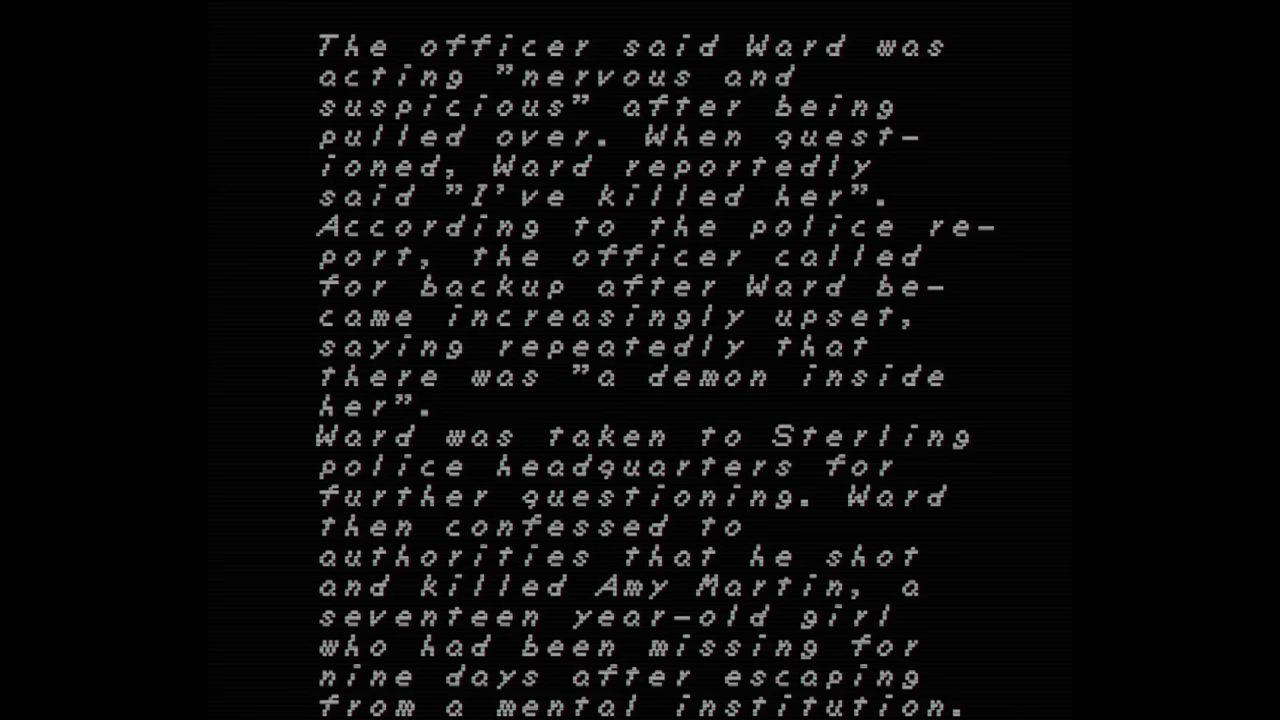 The officer said Ward was
acting "nervous and
suspicious" after being
pulled over. When quest-
ioned, Ward reportedly
said "I've killed her".
According to the police re-
port, the officer called
for backup after Ward be-
came increasingly upset,
saying repeatedly that
there was "a demon inside
her".
Ward was taken to Sterling
police headquarters for
further questioning. Ward
then confessed to
authorities that he shot
and killed Amy Martin, a
seventeen year-old girl
who had been missing for
nine days after escaping
from a mental institution.